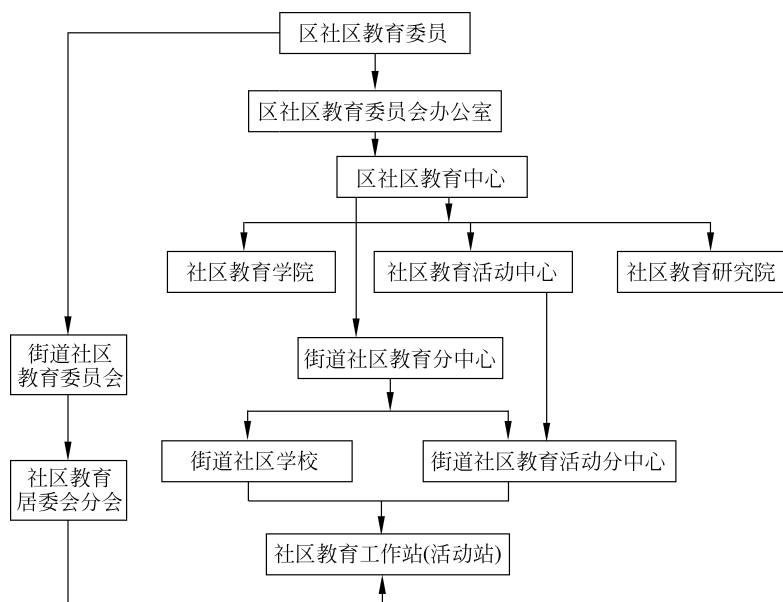 区社区教育委员
区社区教育委员会办公室
区社区教育中心
社区教育学院
社区教育活动中心
社区教育研究院
街道社区
教育委员会
街道社区教育分中心
街道社区学校
街道社区教育活动分中心
社区教育
居委会分会
社区教育工作站(活动站)